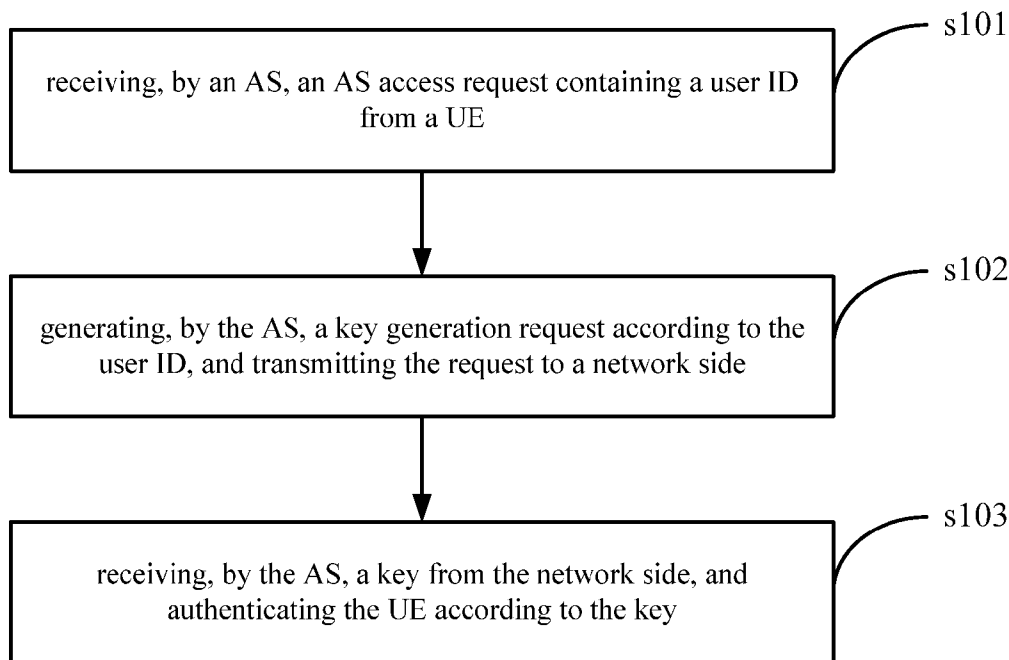 s101
receiving, by an AS, an AS access request containing a user ID
from a UE
s102
generating, by the AS, a key generation request according to the
user ID, and transmitting the request to a network side
s103
receiving, by the AS, a key from the network side, and
authenticating the UE according to the key